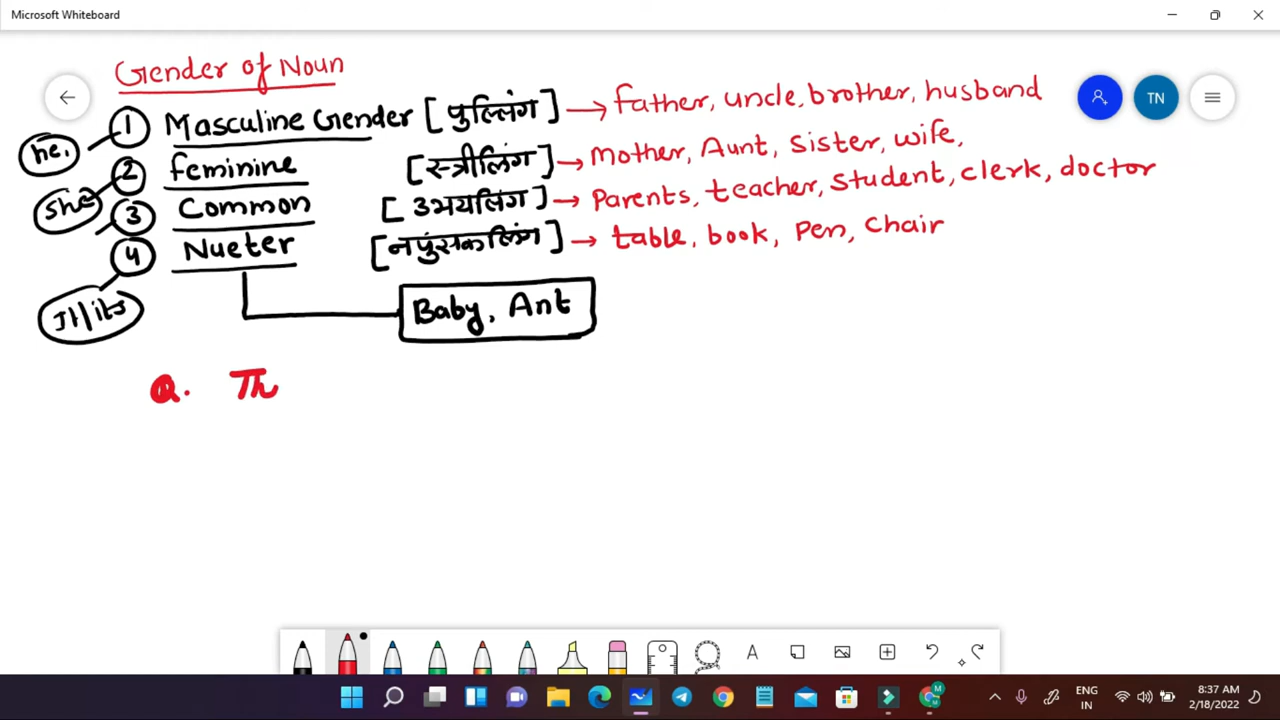 Microsoft Whiteboard
Gender of Noun
1 Masculine Gender [पुल्लिंग] → father, uncle, brother, husband
he.
2 feminine [स्त्रीलिंग] → Mother, Aunt, Sister, wife,
she
3 Common [उभयलिंग] → Parents, teacher, student, clerk, doctor
4 Nueter [नपुंसकलिंग] → table, book, Pen, Chair
It/its
Baby, Ant
Q. Th
TN
A
ENG
IN
8:37 AM
2/18/2022
M